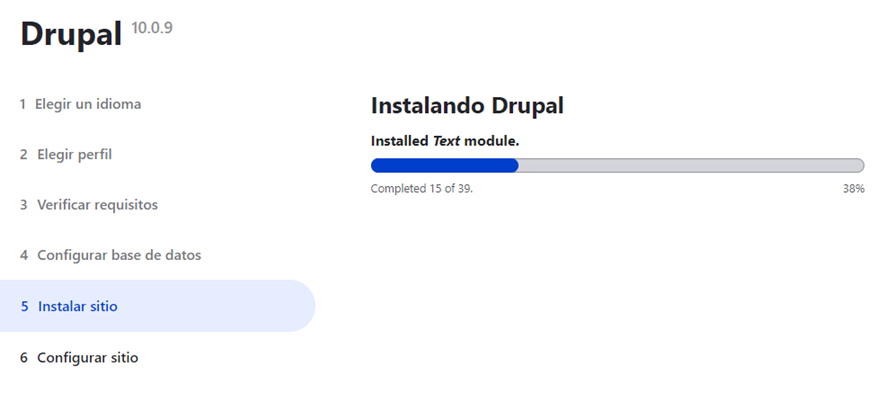 Drupal 10.0.9
1 Elegir un idioma
2 Elegir perfil
3 Verificar requisitos
4 Configurar base de datos
5 Instalar sitio
6 Configurar sitio
Instalando Drupal
Installed Text module.
Completed 15 of 39. 38%